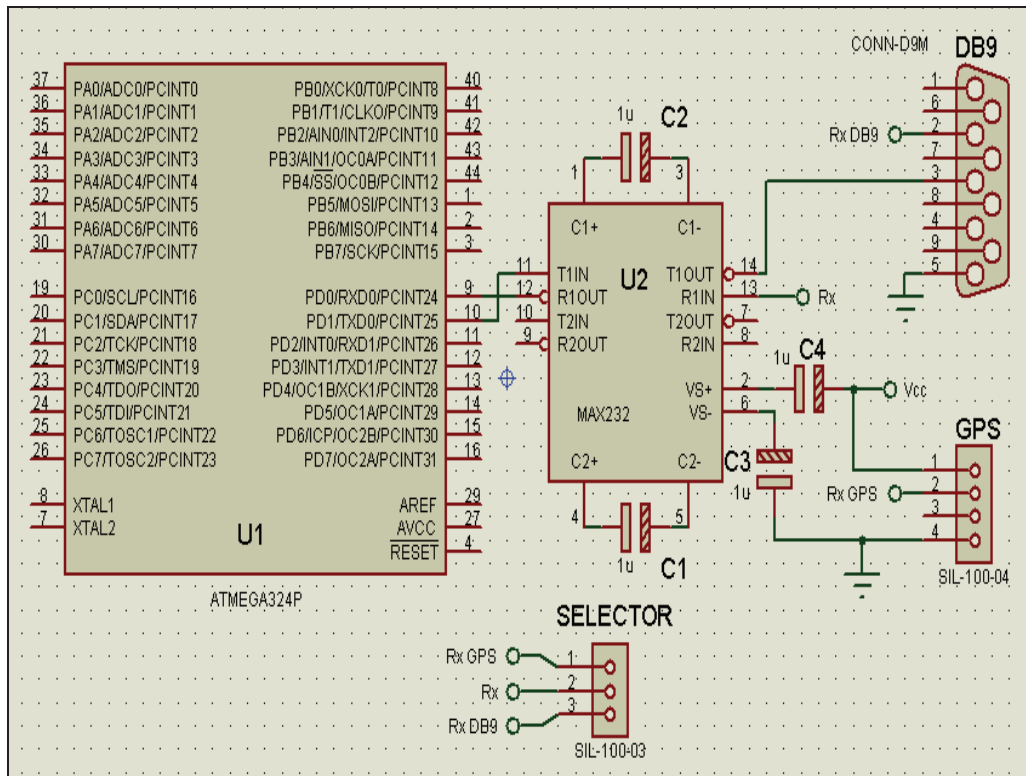 CONN-D9M
DB9
1
6
Rx DB9
2
7
3
8
4
9
5
37 PA0/ADC0/PCINT0
36 PA1/ADC1/PCINT1
35 PA2/ADC2/PCINT2
34 PA3/ADC3/PCINT3
33 PA4/ADC4/PCINT4
32 PA5/ADC5/PCINT5
31 PA6/ADC6/PCINT6
30 PA7/ADC7/PCINT7
19 PC0/SCL/PCINT16
20 PC1/SDA/PCINT17
21 PC2/TCK/PCINT18
22 PC3/TMS/PCINT19
23 PC4/TDO/PCINT20
24 PC5/TDI/PCINT21
25 PC6/TOSC1/PCINT22
26 PC7/TOSC2/PCINT23
8 XTAL1
7 XTAL2
PB0/XCK0/T0/PCINT8 40
PB1/T1/CLKO/PCINT9 41
PB2/AIN0/INT2/PCINT10 42
PB3/AIN1/OC0A/PCINT11 43
PB4/SS/OC0B/PCINT12 44
PB5/MOSI/PCINT13 1
PB6/MISO/PCINT14 2
PB7/SCK/PCINT15 3
PD0/RXD0/PCINT24 9
PD1/TXD0/PCINT25 10
PD2/INT0/RXD1/PCINT26 11
PD3/INT1/TXD1/PCINT27 12
PD4/OC1B/XCK1/PCINT28 13
PD5/OC1A/PCINT29 14
PD6/ICP/OC2B/PCINT30 15
PD7/OC2A/PCINT31 16
AREF 29
AVCC 27
RESET 4
U1
ATMEGA324P
1u C2
1 3
C1+ C1-
U2
11 T1IN
12 R1OUT
10 T2IN
9 R2OUT
T1OUT 14
R1IN 13
Rx
T2OUT 7
R2IN 8
VS+ 2
VS- 6
MAX232
C2+ C2-
4 5
1u C1
1u C4
Vcc
C3
1u
GPS
1
Rx GPS 2
3
4
SIL-100-04
SELECTOR
Rx GPS 1
Rx 2
Rx DB9 3
SIL-100-03